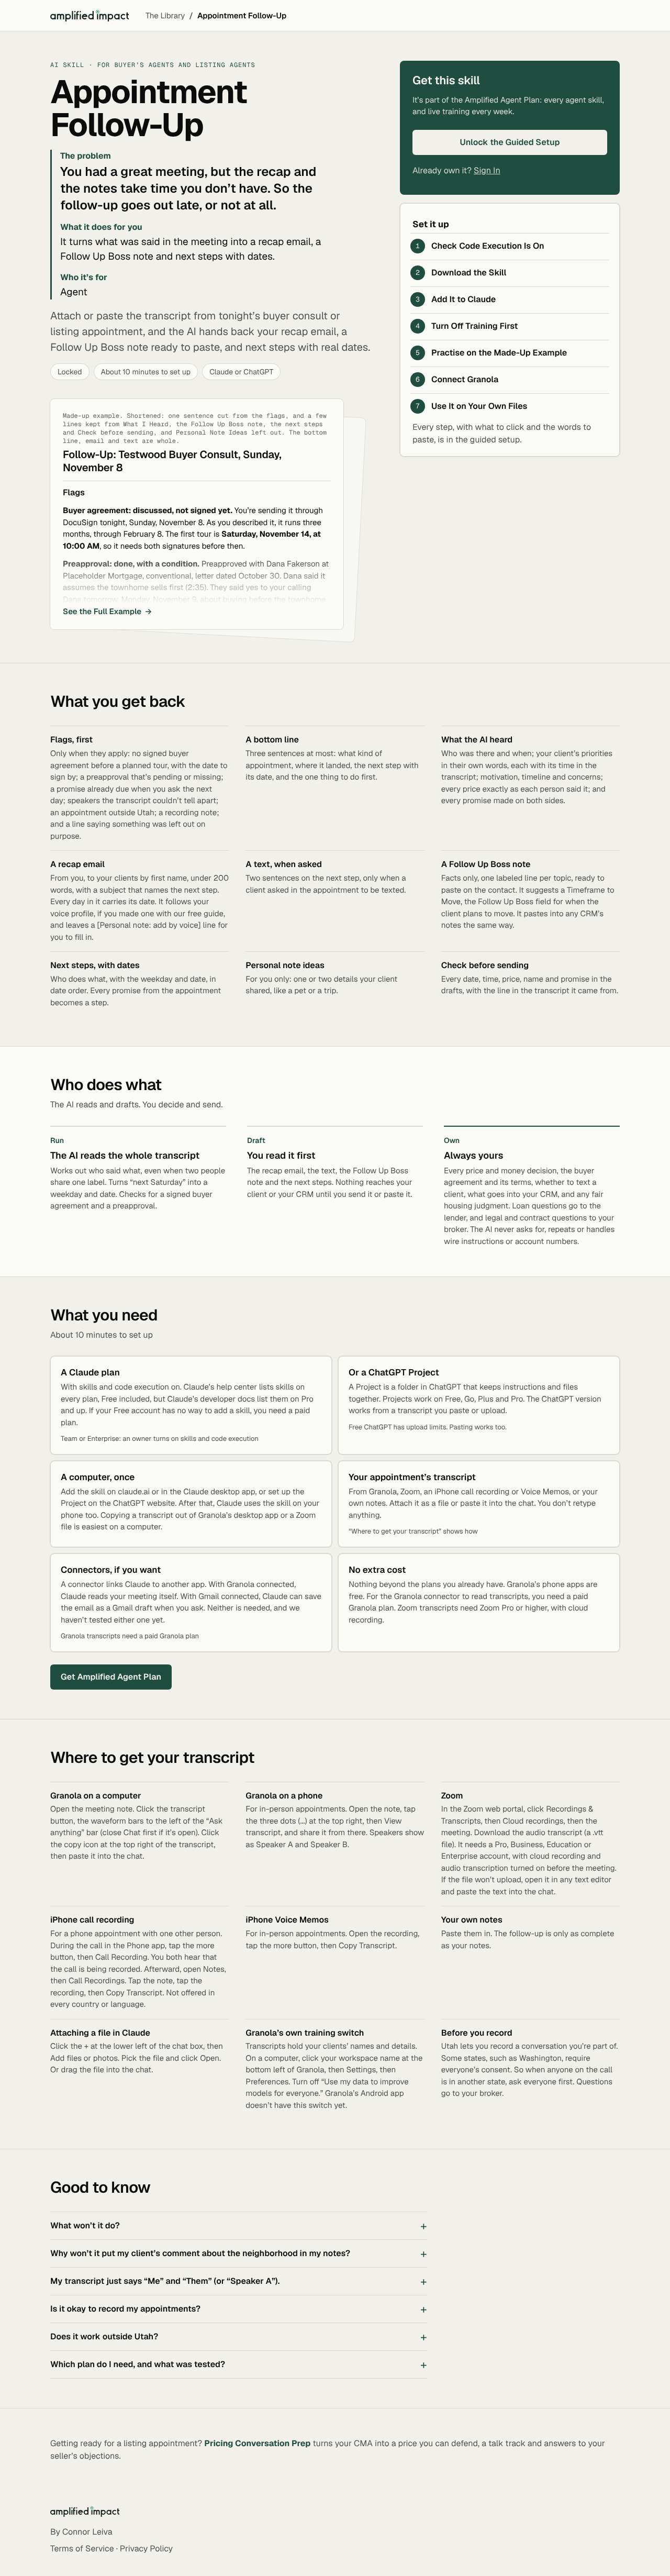 amplified impact
The Library / Appointment Follow-Up
AI SKILL · FOR BUYER'S AGENTS AND LISTING AGENTS
Appointment
Follow-Up
The problem
You had a great meeting, but the recap and
the notes take time you don't have. So the
follow-up goes out late, or not at all.
What it does for you
It turns what was said in the meeting into a recap email, a
Follow Up Boss note and next steps with dates.
Who it's for
Agent
Attach or paste the transcript from tonight's buyer consult or
listing appointment, and the AI hands back your recap email, a
Follow Up Boss note ready to paste, and next steps with real dates.
Locked
About 10 minutes to set up
Claude or ChatGPT
Made-up example. Shortened: one sentence cut from the flags, and a few
lines kept from What I Heard, the Follow Up Boss note, the next steps
and Check before sending, and Personal Note Ideas left out. The bottom
line, email and text are whole.
Follow-Up: Testwood Buyer Consult, Sunday,
November 8
Flags
Buyer agreement: discussed, not signed yet. You're sending it through
DocuSign tonight, Sunday, November 8. As you described it, it runs three
months, through February 8. The first tour is Saturday, November 14, at
10:00 AM, so it needs both signatures before then.
Preapproval: done, with a condition. Preapproved with Dana Fakerson at
Placeholder Mortgage, conventional, letter dated October 30. Dana said it
assumes the townhome sells first (2:35). They said yes to your calling
See the Full Example →
Get this skill
It's part of the Amplified Agent Plan: every agent skill,
and live training every week.
Unlock the Guided Setup
Already own it? Sign In
Set it up
1 Check Code Execution Is On
2 Download the Skill
3 Add It to Claude
4 Turn Off Training First
5 Practise on the Made-Up Example
6 Connect Granola
7 Use It on Your Own Files
Every step, with what to click and the words to
paste, is in the guided setup.
What you get back
Flags, first
Only when they apply: no signed buyer
agreement before a planned tour, with the date to
sign by; a preapproval that's pending or missing;
a promise already due when you ask the next
day; speakers the transcript couldn't tell apart;
an appointment outside Utah; a recording note;
and a line saying something was left out on
purpose.
A bottom line
Three sentences at most: what kind of
appointment, where it landed, the next step with
its date, and the one thing to do first.
What the AI heard
Who was there and when; your client's priorities
in their own words, each with its time in the
transcript; motivation, timeline and concerns;
every price exactly as each person said it; and
every promise made on both sides.
A recap email
From you, to your clients by first name, under 200
words, with a subject that names the next step.
Every day in it carries its date. It follows your
voice profile, if you made one with our free guide,
and leaves a [Personal note: add by voice] line for
you to fill in.
A text, when asked
Two sentences on the next step, only when a
client asked in the appointment to be texted.
A Follow Up Boss note
Facts only, one labeled line per topic, ready to
paste on the contact. It suggests a Timeframe to
Move, the Follow Up Boss field for when the
client plans to move. It pastes into any CRM's
notes the same way.
Next steps, with dates
Who does what, with the weekday and date, in
date order. Every promise from the appointment
becomes a step.
Personal note ideas
For you only: one or two details your client
shared, like a pet or a trip.
Check before sending
Every date, time, price, name and promise in the
drafts, with the line in the transcript it came from.
Who does what
The AI reads and drafts. You decide and send.
Run
The AI reads the whole transcript
Works out who said what, even when two people
share one label. Turns "next Saturday" into a
weekday and date. Checks for a signed buyer
agreement and a preapproval.
Draft
You read it first
The recap email, the text, the Follow Up Boss
note and the next steps. Nothing reaches your
client or your CRM until you send it or paste it.
Own
Always yours
Every price and money decision, the buyer
agreement and its terms, whether to text a
client, what goes into your CRM, and any fair
housing judgment. Loan questions go to the
lender, and legal and contract questions to your
broker. The AI never asks for, repeats or handles
wire instructions or account numbers.
What you need
About 10 minutes to set up
A Claude plan
With skills and code execution on. Claude's help center lists skills on
every plan, Free included, but Claude's developer docs list them on Pro
and up. If your Free account has no way to add a skill, you need a paid
plan.
Team or Enterprise: an owner turns on skills and code execution
Or a ChatGPT Project
A Project is a folder in ChatGPT that keeps instructions and files
together. Projects work on Free, Go, Plus and Pro. The ChatGPT version
works from a transcript you paste or upload.
Free ChatGPT has upload limits. Pasting works too.
A computer, once
Add the skill on claude.ai or in the Claude desktop app, or set up the
Project on the ChatGPT website. After that, Claude uses the skill on your
phone too. Copying a transcript out of Granola's desktop app or a Zoom
file is easiest on a computer.
Your appointment's transcript
From Granola, Zoom, an iPhone call recording or Voice Memos, or your
own notes. Attach it as a file or paste it into the chat. You don't retype
anything.
"Where to get your transcript" shows how
Connectors, if you want
A connector links Claude to another app. With Granola connected,
Claude reads your meeting itself. With Gmail connected, Claude can save
the email as a Gmail draft when you ask. Neither is needed, and we
haven't tested either one yet.
Granola transcripts need a paid Granola plan
No extra cost
Nothing beyond the plans you already have. Granola's phone apps are
free. For the Granola connector to read transcripts, you need a paid
Granola plan. Zoom transcripts need Zoom Pro or higher, with cloud
recording.
Get Amplified Agent Plan
Where to get your transcript
Granola on a computer
Open the meeting note. Click the transcript
button, the waveform bars to the left of the "Ask
anything" bar (close Chat first if it's open). Click
the copy icon at the top right of the transcript,
then paste it into the chat.
Granola on a phone
For in-person appointments. Open the note, tap
the three dots (...) at the top right, then View
transcript, and share it from there. Speakers show
as Speaker A and Speaker B.
Zoom
In the Zoom web portal, click Recordings &
Transcripts, then Cloud recordings, then the
meeting. Download the audio transcript (a .vtt
file). It needs a Pro, Business, Education or
Enterprise account, with cloud recording and
audio transcription turned on before the meeting.
If the file won't upload, open it in any text editor
and paste the text into the chat.
iPhone call recording
For a phone appointment with one other person.
During the call in the Phone app, tap the more
button, then Call Recording. You both hear that
the call is being recorded. Afterward, open Notes,
then Call Recordings. Tap the note, tap the
recording, then Copy Transcript. Not offered in
every country or language.
iPhone Voice Memos
For in-person appointments. Open the recording,
tap the more button, then Copy Transcript.
Your own notes
Paste them in. The follow-up is only as complete
as your notes.
Attaching a file in Claude
Click the + at the lower left of the chat box, then
Add files or photos. Pick the file and click Open.
Or drag the file into the chat.
Granola's own training switch
Transcripts hold your clients' names and details.
On a computer, click your workspace name at the
bottom left of Granola, then Settings, then
Preferences. Turn off "Use my data to improve
models for everyone." Granola's Android app
doesn't have this switch yet.
Before you record
Utah lets you record a conversation you're part of.
Some states, such as Washington, require
everyone's consent. So when anyone on the call
is in another state, ask everyone first. Questions
go to your broker.
Good to know
What won't it do? +
Why won't it put my client's comment about the neighborhood in my notes? +
My transcript just says "Me" and "Them" (or "Speaker A"). +
Is it okay to record my appointments? +
Does it work outside Utah? +
Which plan do I need, and what was tested? +
Getting ready for a listing appointment? Pricing Conversation Prep turns your CMA into a price you can defend, a talk track and answers to your
seller's objections.
amplified impact
By Connor Leiva
Terms of Service · Privacy Policy